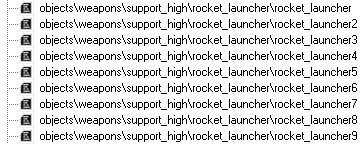 objects\weapons\support_high\rocket_launcher\rocket_launcher
objects\weapons\support_high\rocket_launcher\rocket_launcher2
objects\weapons\support_high\rocket_launcher\rocket_launcher3
objects\weapons\support_high\rocket_launcher\rocket_launcher4
objects\weapons\support_high\rocket_launcher\rocket_launcher5
objects\weapons\support_high\rocket_launcher\rocket_launcher6
objects\weapons\support_high\rocket_launcher\rocket_launcher7
objects\weapons\support_high\rocket_launcher\rocket_launcher8
objects\weapons\support_high\rocket_launcher\rocket_launcher9